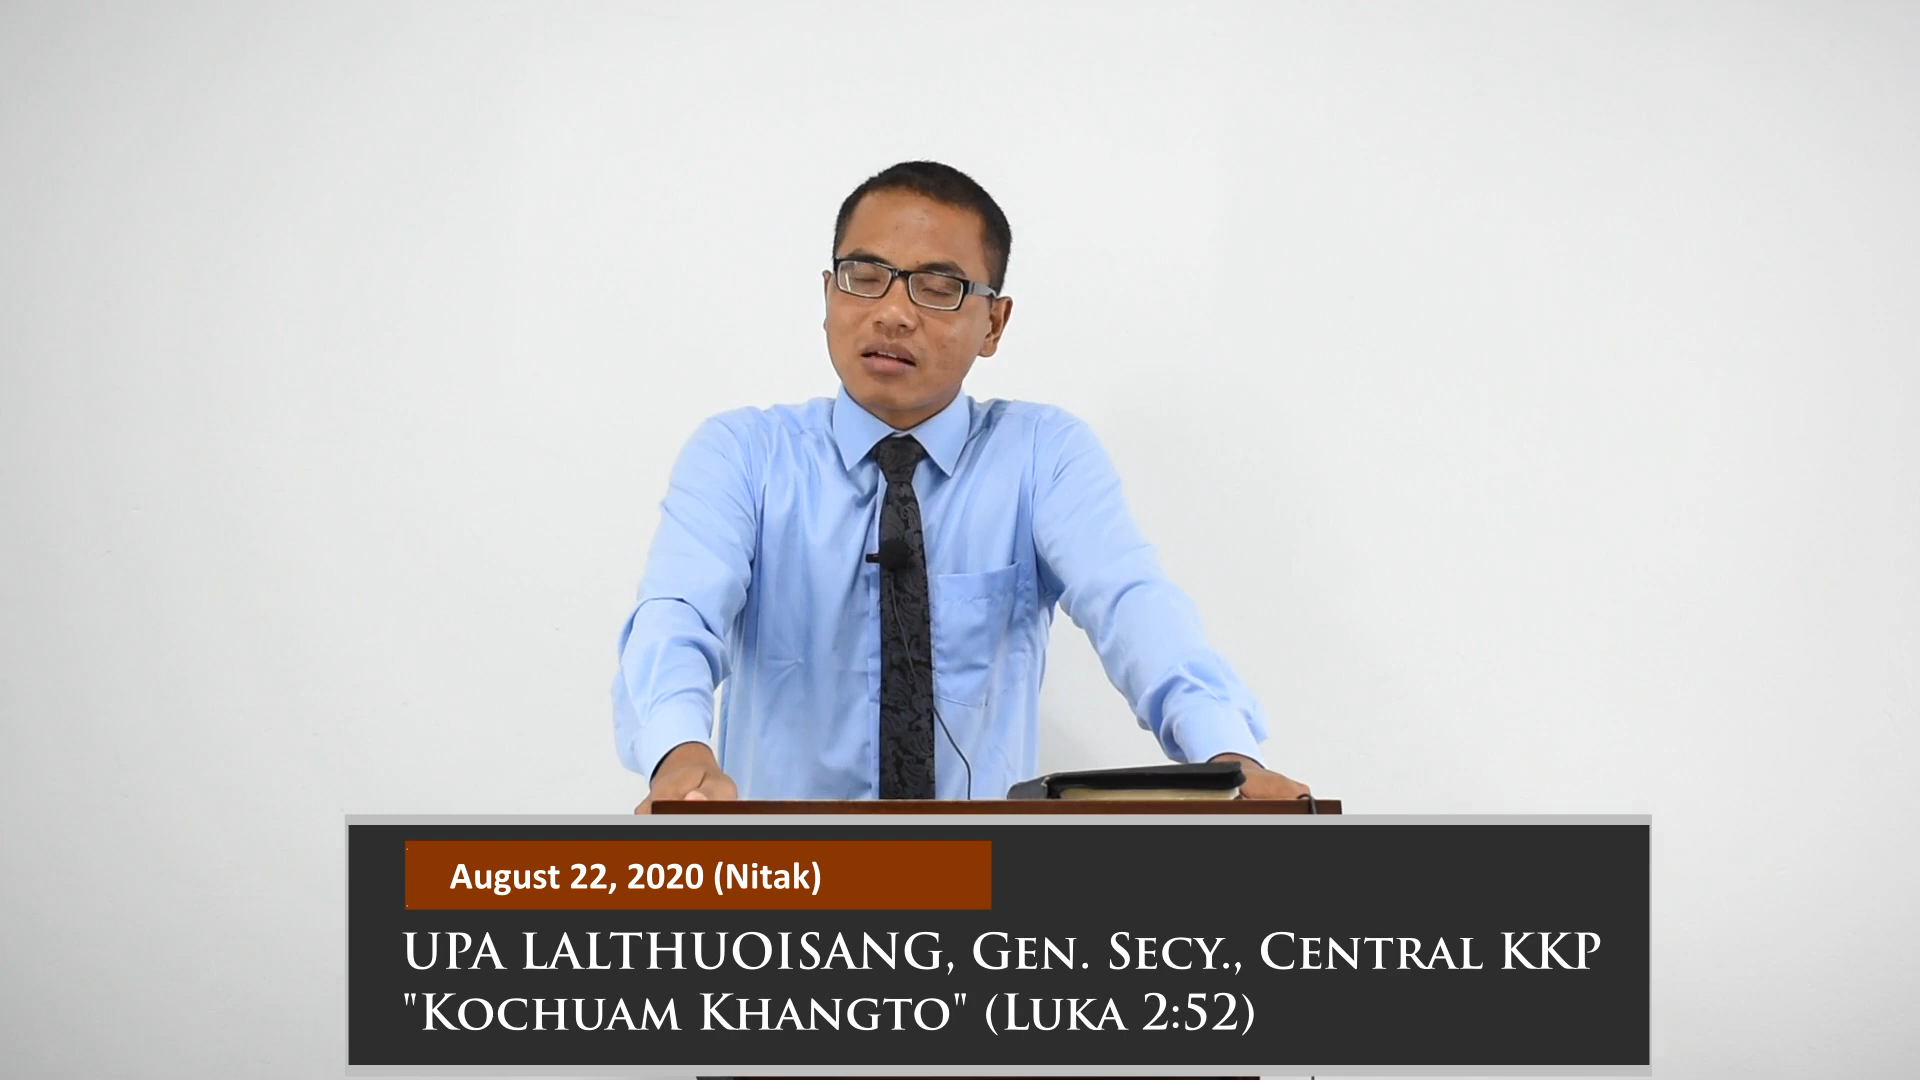 August 22, 2020 (Nitak)
UPA LALTHUOISANG, Gen. Secy., Central KKP
"Kochuam Khangto" (Luka 2:52)